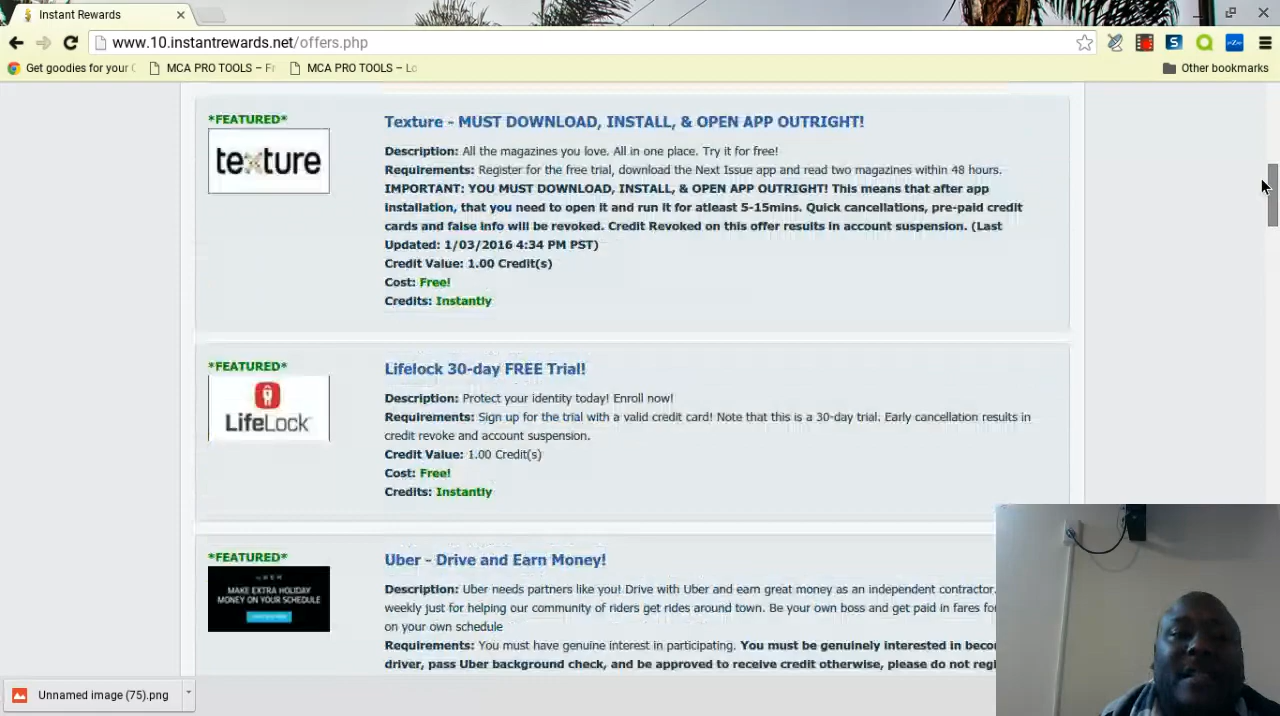 Instant Rewards
www.10.instantrewards.net/offers.php
Get goodies for your C
MCA PRO TOOLS – Fr
MCA PRO TOOLS – Lo
Other bookmarks
*FEATURED*
texture
Texture - MUST DOWNLOAD, INSTALL, & OPEN APP OUTRIGHT!
Description: All the magazines you love. All in one place. Try it for free!
Requirements: Register for the free trial, download the Next Issue app and read two magazines within 48 hours.
IMPORTANT: YOU MUST DOWNLOAD, INSTALL, & OPEN APP OUTRIGHT! This means that after app
installation, that you need to open it and run it for atleast 5-15mins. Quick cancellations, pre-paid credit
cards and false info will be revoked. Credit Revoked on this offer results in account suspension. (Last
Updated: 1/03/2016 4:34 PM PST)
Credit Value: 1.00 Credit(s)
Cost: Free!
Credits: Instantly
*FEATURED*
LifeLock
Lifelock 30-day FREE Trial!
Description: Protect your identity today! Enroll now!
Requirements: Sign up for the trial with a valid credit card! Note that this is a 30-day trial. Early cancellation results in
credit revoke and account suspension.
Credit Value: 1.00 Credit(s)
Cost: Free!
Credits: Instantly
*FEATURED*
MAKE EXTRA HOLIDAY
MONEY ON YOUR SCHEDULE
Uber - Drive and Earn Money!
Description: Uber needs partners like you! Drive with Uber and earn great money as an independent contractor.
weekly just for helping our community of riders get rides around town. Be your own boss and get paid in fares fo
on your own schedule
Requirements: You must have genuine interest in participating. You must be genuinely interested in beco
driver, pass Uber background check, and be approved to receive credit otherwise, please do not regi
Unnamed image (75).png